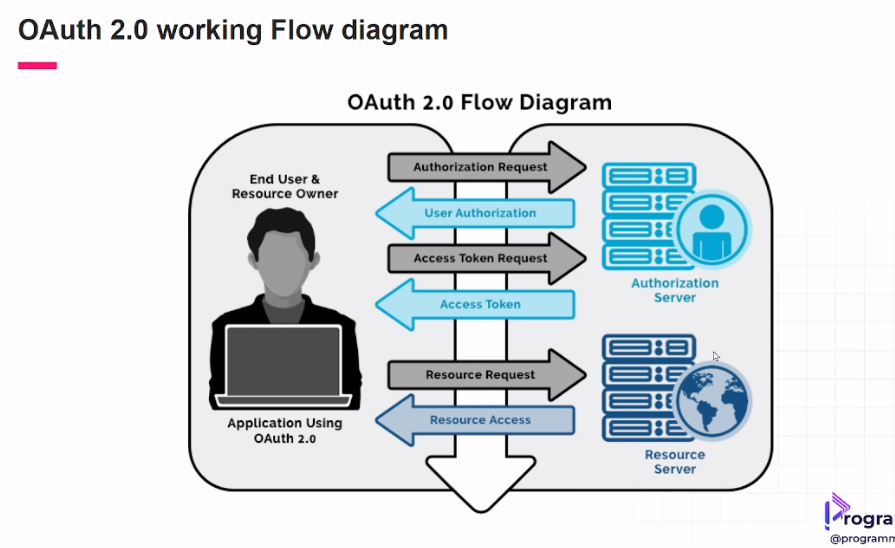 OAuth 2.0 working Flow diagram
OAuth 2.0 Flow Diagram
End User &
Resource Owner
Application Using
OAuth 2.0
Authorization Request
User Authorization
Access Token Request
Access Token
Resource Request
Resource Access
Authorization
Server
Resource
Server
Progra
@programm